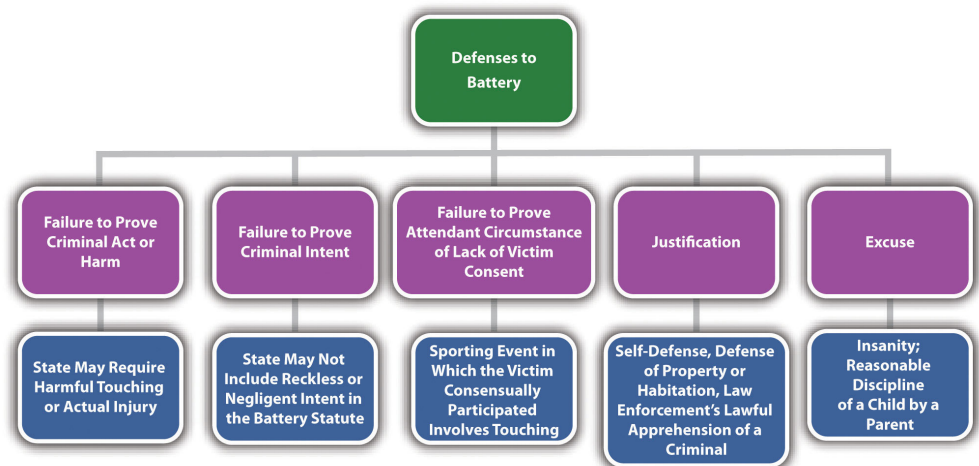 Defenses to
Battery
Failure to Prove
Criminal Act or
Harm
Failure to Prove
Criminal Intent
Failure to Prove
Attendant Circumstance
of Lack of Victim
Consent
Justification
Excuse
State May Require
Harmful Touching
or Actual Injury
State May Not
Include Reckless or
Negligent Intent in
the Battery Statute
Sporting Event in
Which the Victim
Consensually
Participated
Involves Touching
Self-Defense, Defense
of Property or
Habitation, Law
Enforcement's Lawful
Apprehension of a
Criminal
Insanity;
Reasonable
Discipline
of a Child by a
Parent